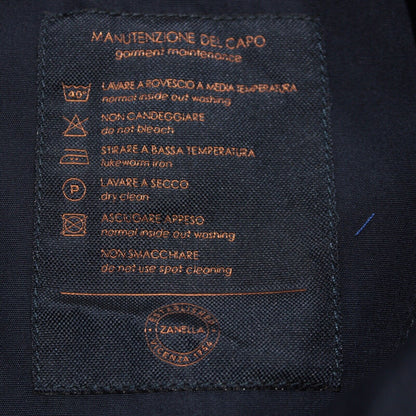 MANUTENZIONE DEL CAPO
garment maintenance
40°
LAVARE A ROVESCIO A MEDIA TEMPERATURA
normal inside out washing
NON CANDEGGIARE
do not bleach
STIRARE A BASSA TEMPERATURA
lukewarm iron
P
LAVARE A SECCO
dry clean
ASCIUGARE APPESO
normal inside out washing
NON SMACCHIARE
do not use spot cleaning
ESTABLISHED
ZANELLA
VICENZA 1954